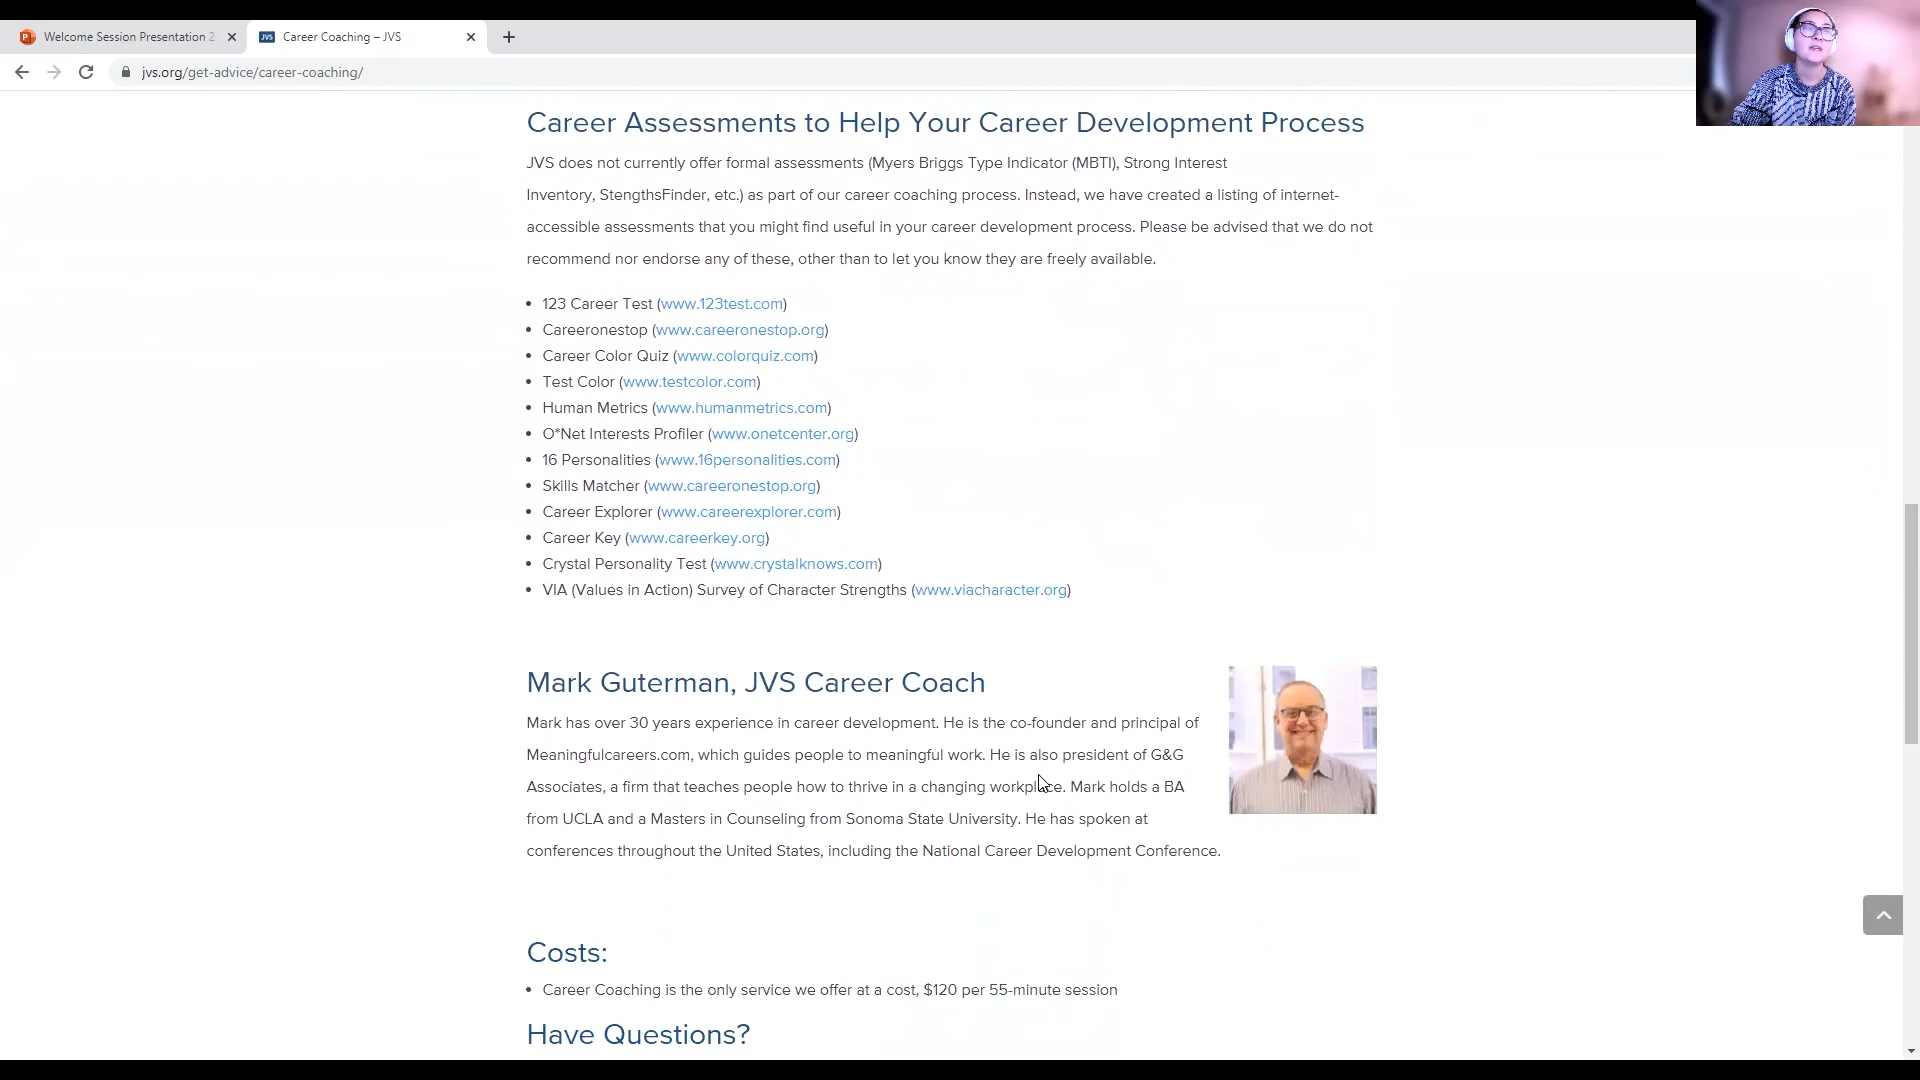 Welcome Session Presentation 2
JVS Career Coaching – JVS
jvs.org/get-advice/career-coaching/
Career Assessments to Help Your Career Development Process
JVS does not currently offer formal assessments (Myers Briggs Type Indicator (MBTI), Strong Interest
Inventory, StengthsFinder, etc.) as part of our career coaching process. Instead, we have created a listing of internet-
accessible assessments that you might find useful in your career development process. Please be advised that we do not
recommend nor endorse any of these, other than to let you know they are freely available.
• 123 Career Test (www.123test.com)
• Careeronestop (www.careeronestop.org)
• Career Color Quiz (www.colorquiz.com)
• Test Color (www.testcolor.com)
• Human Metrics (www.humanmetrics.com)
• O*Net Interests Profiler (www.onetcenter.org)
• 16 Personalities (www.16personalities.com)
• Skills Matcher (www.careeronestop.org)
• Career Explorer (www.careerexplorer.com)
• Career Key (www.careerkey.org)
• Crystal Personality Test (www.crystalknows.com)
• VIA (Values in Action) Survey of Character Strengths (www.viacharacter.org)
Mark Guterman, JVS Career Coach
Mark has over 30 years experience in career development. He is the co-founder and principal of
Meaningfulcareers.com, which guides people to meaningful work. He is also president of G&G
Associates, a firm that teaches people how to thrive in a changing workplace. Mark holds a BA
from UCLA and a Masters in Counseling from Sonoma State University. He has spoken at
conferences throughout the United States, including the National Career Development Conference.
Costs:
• Career Coaching is the only service we offer at a cost, $120 per 55-minute session
Have Questions?